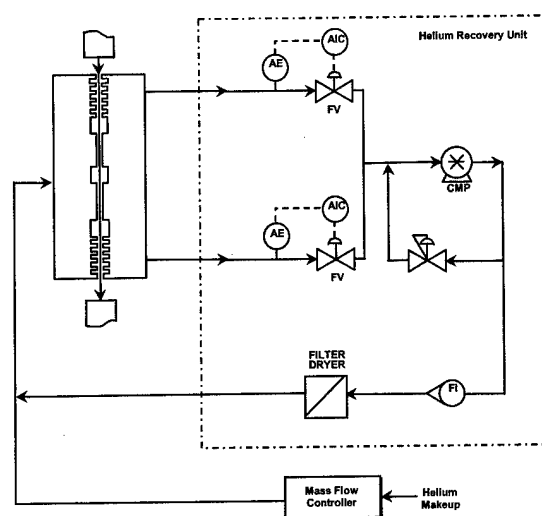 Helium Recovery Unit
AIC
AE
FV
CMP
AIC
AE
FV
FILTER
DRYER
FI
Mass Flow
Controller
Helium
Makeup